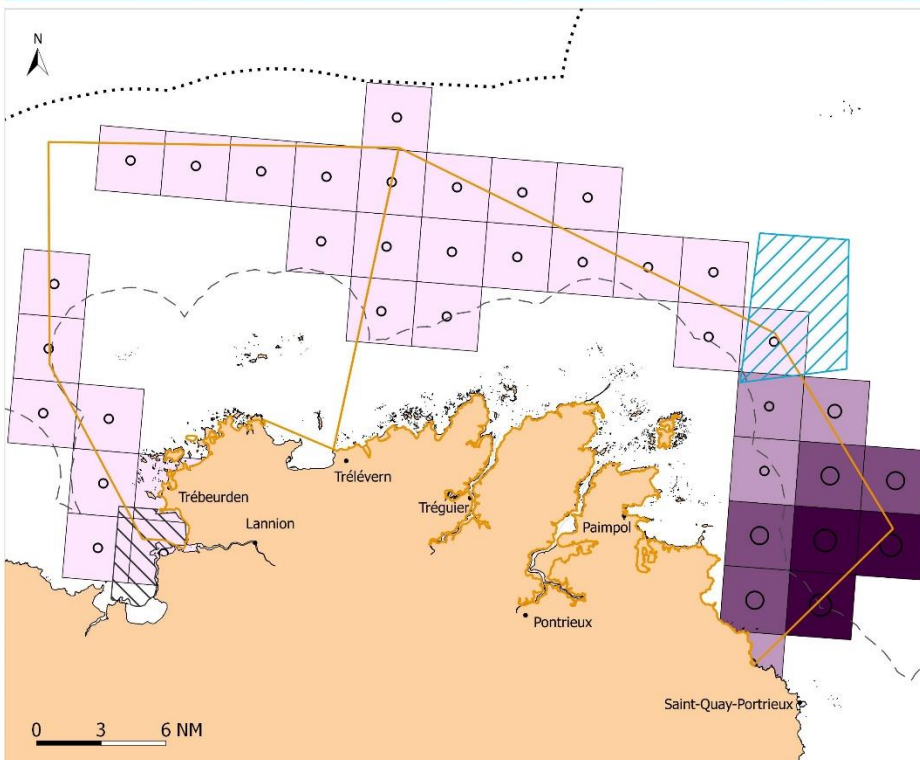 N
Trébeurden
Trélévern
Lannion
Tréguier
Paimpol
Pontrieux
Saint-Quay-Portrieux
0 3 6 NM